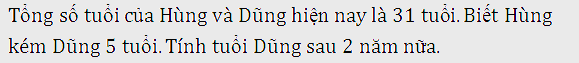 Tổng số tuổi của Hùng và Dũng hiện nay là 31 tuổi. Biết Hùng
kém Dũng 5 tuổi. Tính tuổi Dũng sau 2 năm nữa.